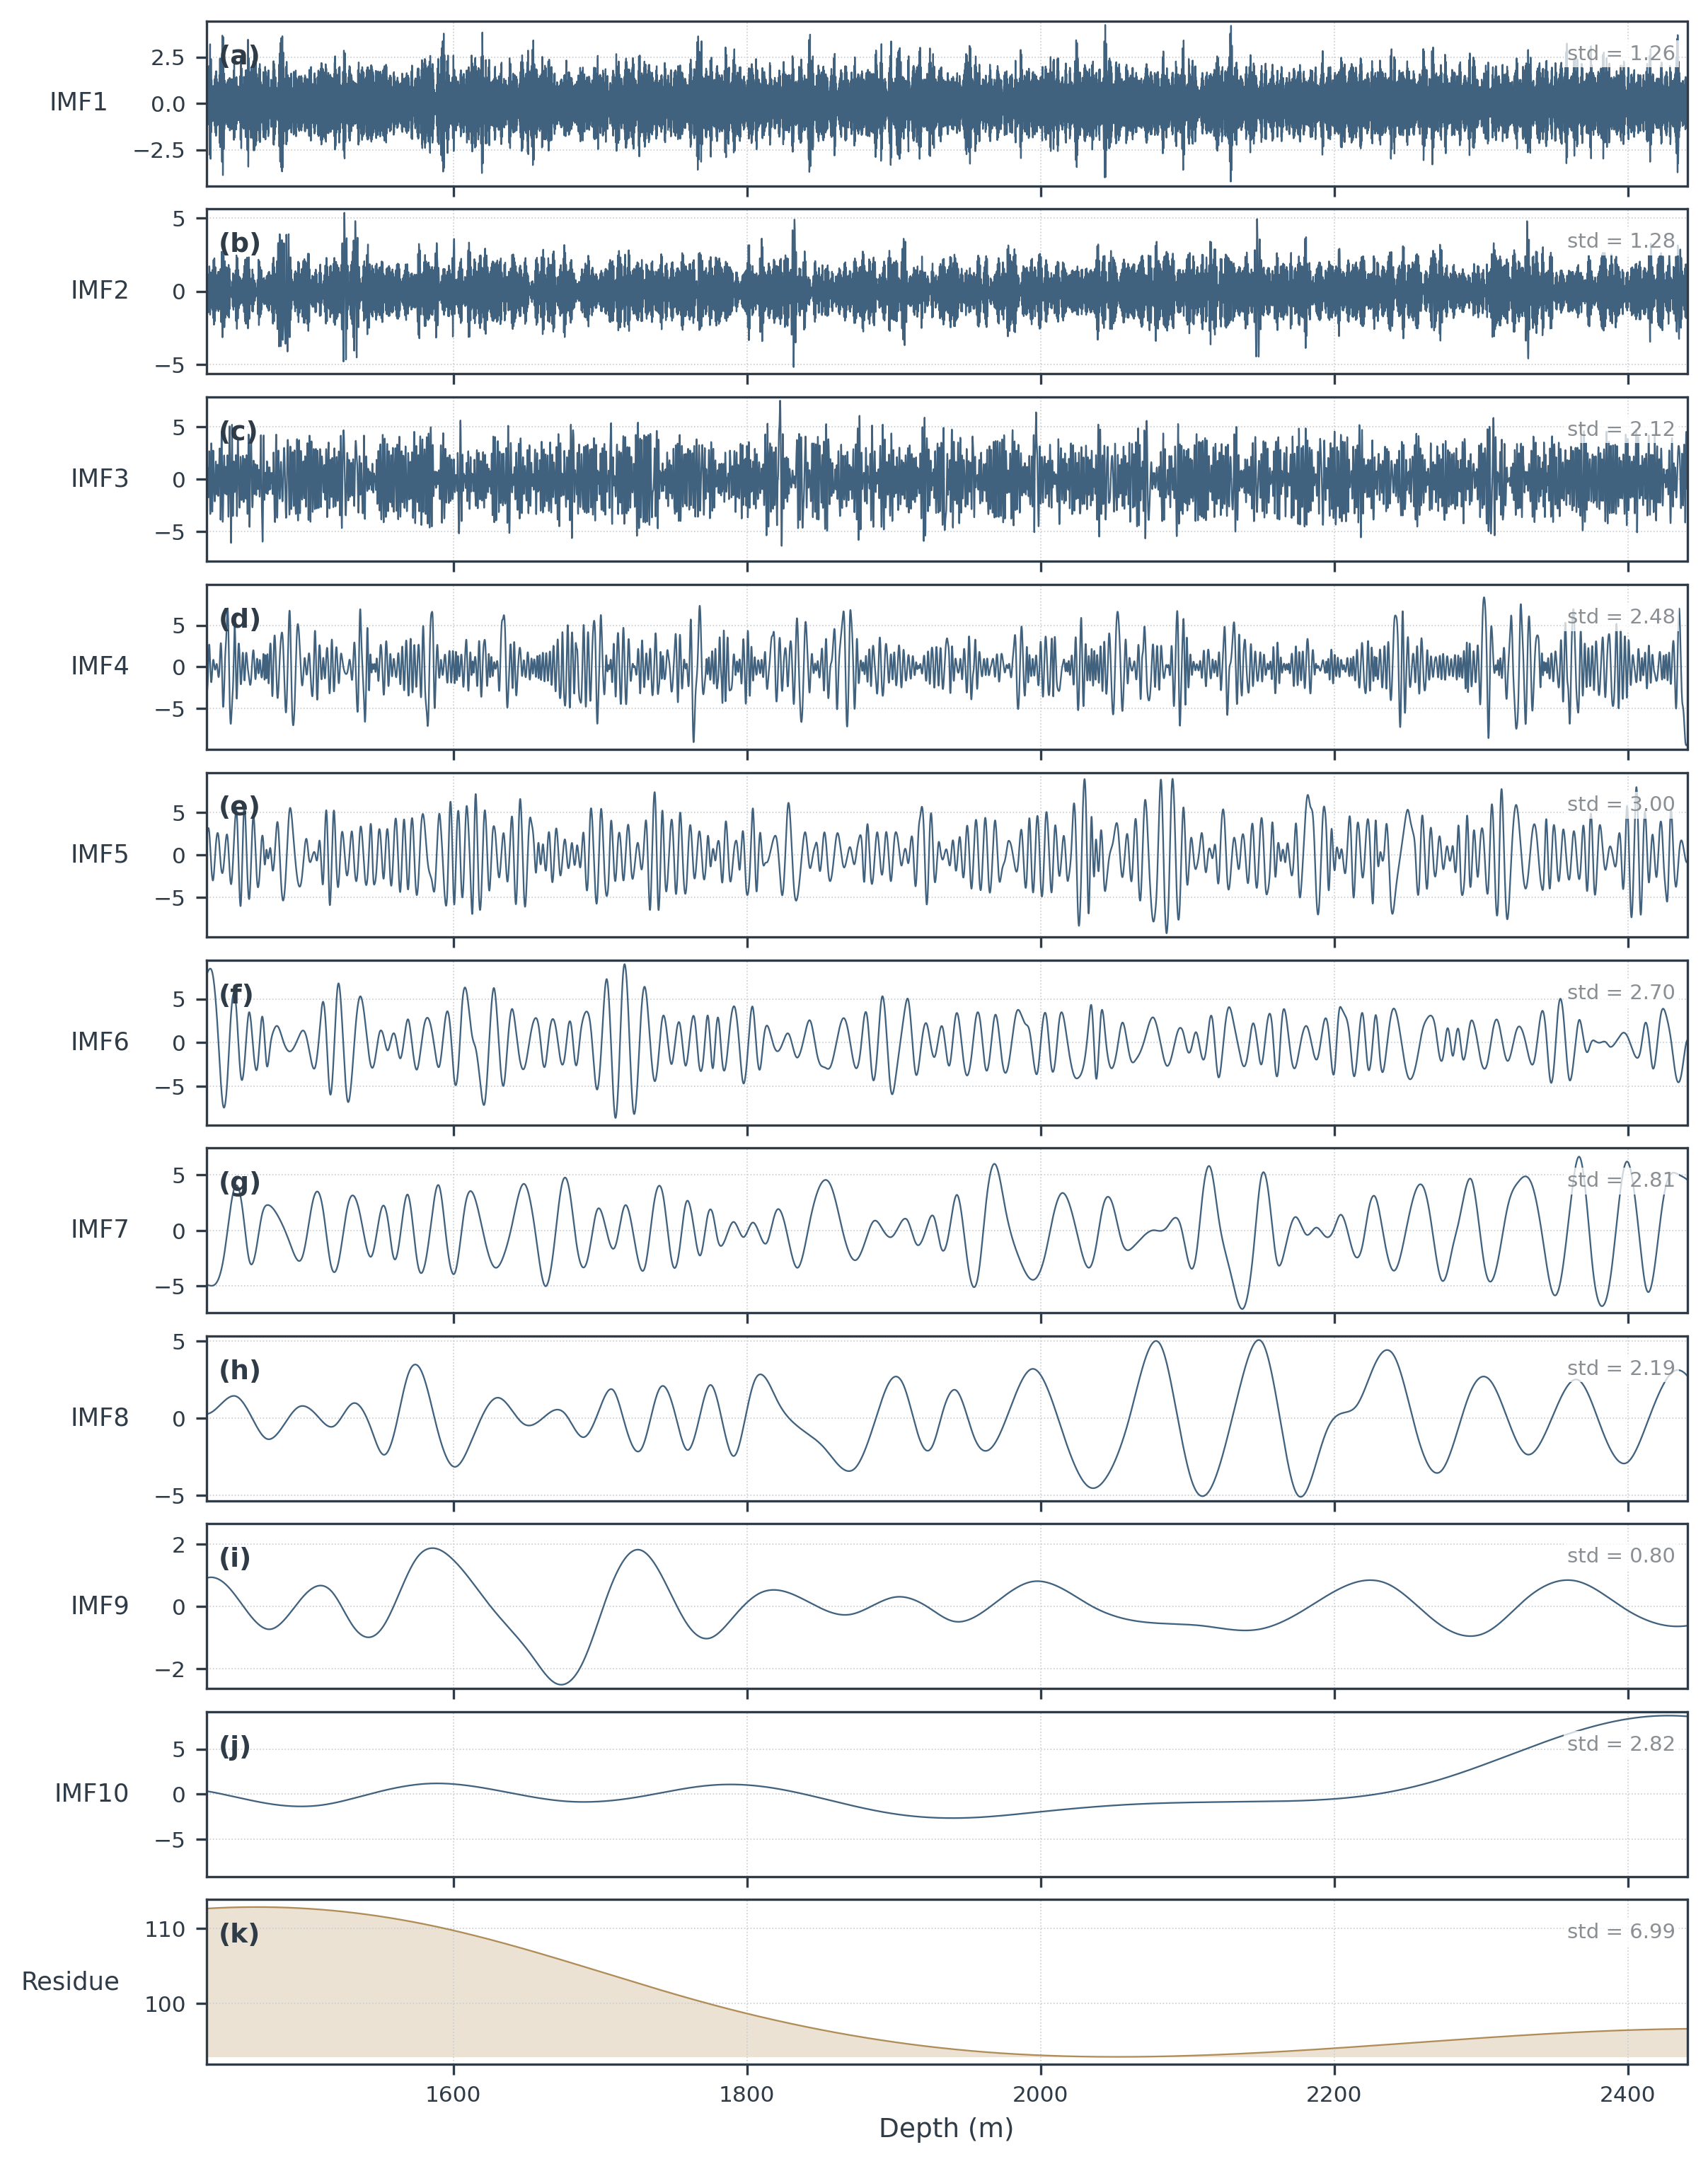 (a)
std = 1.26
IMF1
2.5
0.0
−2.5
(b)
std = 1.28
IMF2
5
0
−5
(c)
std = 2.12
IMF3
5
0
−5
(d)
std = 2.48
IMF4
5
0
−5
(e)
std = 3.00
IMF5
5
0
−5
(f)
std = 2.70
IMF6
5
0
−5
(g)
std = 2.81
IMF7
5
0
−5
(h)
std = 2.19
IMF8
5
0
−5
(i)
std = 0.80
IMF9
2
0
−2
(j)
std = 2.82
IMF10
5
0
−5
(k)
std = 6.99
Residue
110
100
1600 1800 2000 2200 2400
Depth (m)